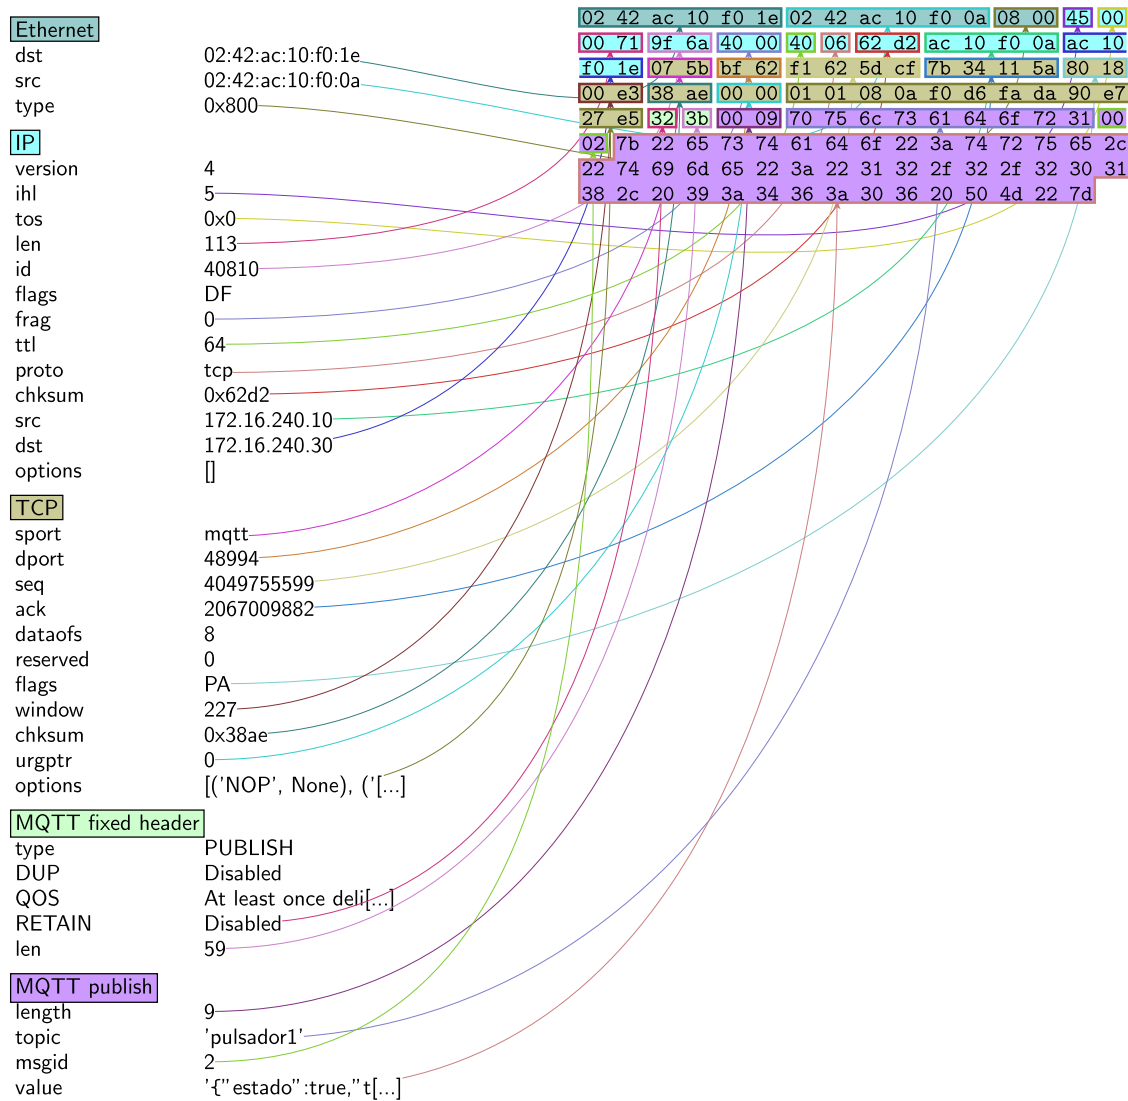 Ethernet
dst 02:42:ac:10:f0:1e
src 02:42:ac:10:f0:0a
type 0x800
IP
version 4
ihl 5
tos 0x0
len 113
id 40810
flags DF
frag 0
ttl 64
proto tcp
chksum 0x62d2
src 172.16.240.10
dst 172.16.240.30
options []
TCP
sport mqtt
dport 48994
seq 4049755599
ack 2067009882
dataofs 8
reserved 0
flags PA
window 227
chksum 0x38ae
urgptr 0
options [('NOP', None), ('[...]
MQTT fixed header
type PUBLISH
DUP Disabled
QOS At least once deli[...]
RETAIN Disabled
len 59
MQTT publish
length 9
topic 'pulsador1'
msgid 2
value '{"estado":true,"t[...]
02 42 ac 10 f0 1e 02 42 ac 10 f0 0a 08 00 45 00
00 71 9f 6a 40 00 40 06 62 d2 ac 10 f0 0a ac 10
f0 1e 07 5b bf 62 f1 62 5d cf 7b 34 11 5a 80 18
00 e3 38 ae 00 00 01 01 08 0a f0 d6 fa da 90 e7
27 e5 32 3b 00 09 70 75 6c 73 61 64 6f 72 31 00
02 7b 22 65 73 74 61 64 6f 22 3a 74 72 75 65 2c
22 74 69 6d 65 22 3a 22 31 32 2f 32 2f 32 30 31
38 2c 20 39 3a 34 36 3a 30 36 20 50 4d 22 7d